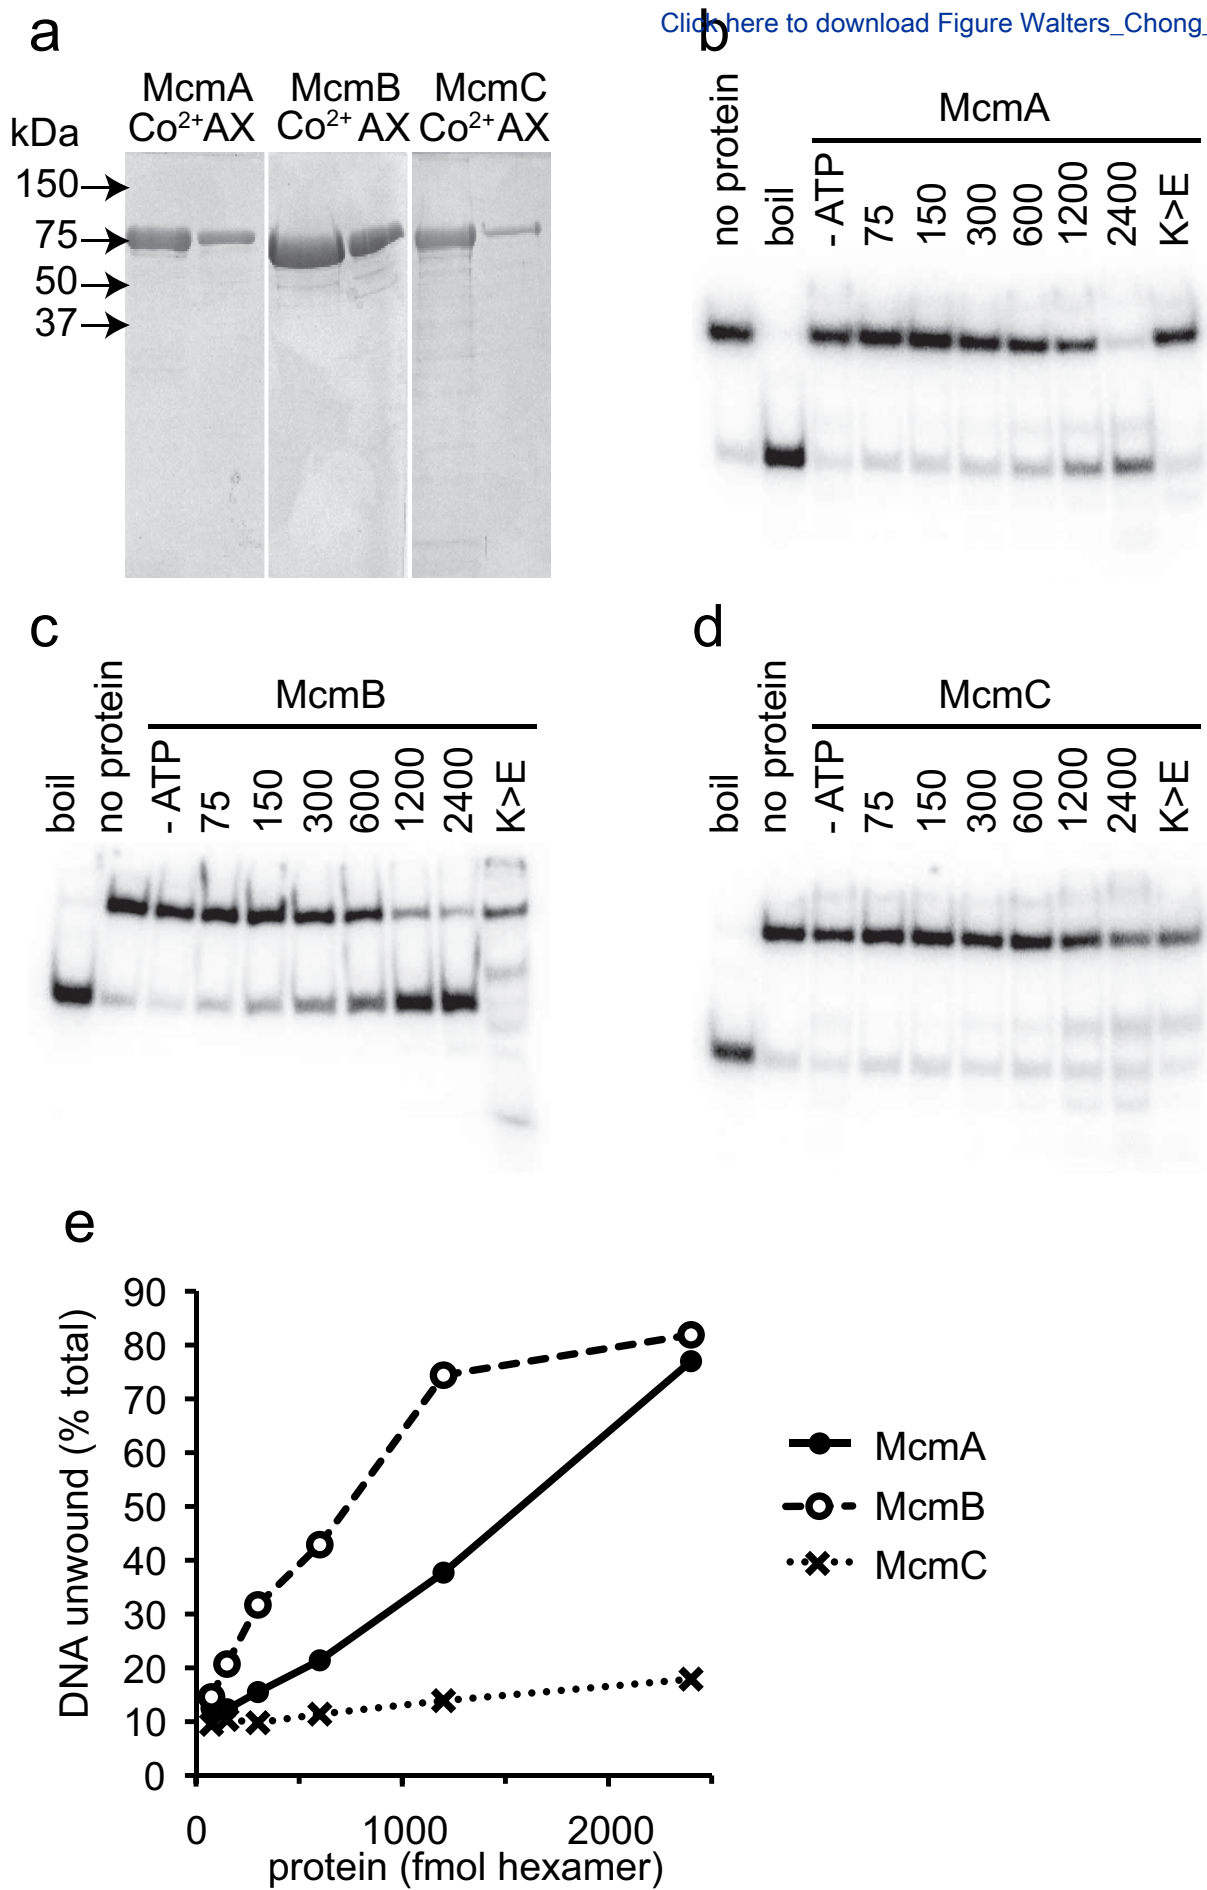 Click here to download Figure Walters_Chong_
a
McmA McmB McmC
kDa Co²⁺ AX Co²⁺ AX Co²⁺ AX
150
75
50
37
b
McmA
no protein boil - ATP 75 150 300 600 1200 2400 K>E
c
McmB
boil no protein - ATP 75 150 300 600 1200 2400 K>E
d
McmC
boil no protein - ATP 75 150 300 600 1200 2400 K>E
e
DNA unwound (% total)
90
80
70
60
50
40
30
20
10
0
0 1000 2000
protein (fmol hexamer)
McmA
McmB
McmC